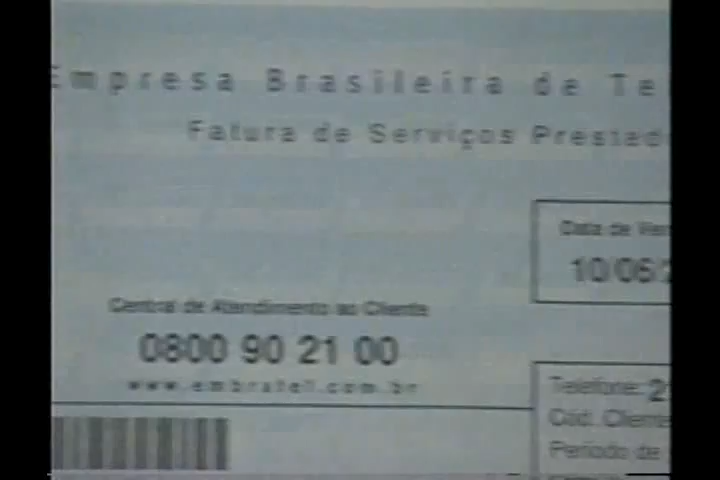 Empresa Brasileira de Te
Fatura de Serviços Prestad
Data de Ven
10/06/2
Central de Atendimento ao Cliente
0800 90 21 00
www.embratel.com.br
Telefone: 2
Cód. Cliente
Período de